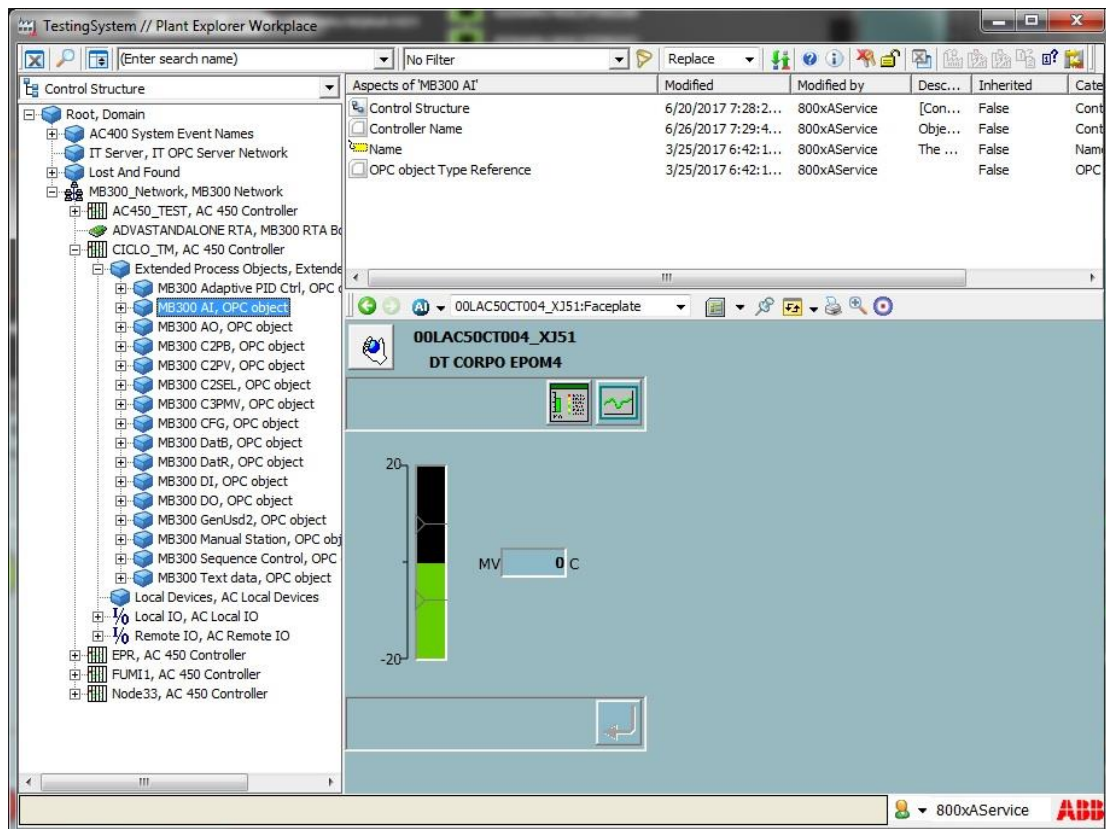 TestingSystem // Plant Explorer Workplace
(Enter search name)
No Filter
Replace
Control Structure
Root, Domain
AC400 System Event Names
IT Server, IT OPC Server Network
Lost And Found
MB300_Network, MB300 Network
AC450_TEST, AC 450 Controller
ADVASTANDALONE RTA, MB300 RTA Bo
CICLO_TM, AC 450 Controller
Extended Process Objects, Extende
MB300 Adaptive PID Ctrl, OPC
MB300 AI, OPC object
MB300 AO, OPC object
MB300 C2PB, OPC object
MB300 C2PV, OPC object
MB300 C2SEL, OPC object
MB300 C3PMV, OPC object
MB300 CFG, OPC object
MB300 DatB, OPC object
MB300 DatR, OPC object
MB300 DI, OPC object
MB300 DO, OPC object
MB300 GenUsd2, OPC object
MB300 Manual Station, OPC obj
MB300 Sequence Control, OPC
MB300 Text data, OPC object
Local Devices, AC Local Devices
I/O Local IO, AC Local IO
I/O Remote IO, AC Remote IO
EPR, AC 450 Controller
FUMI1, AC 450 Controller
Node33, AC 450 Controller
Aspects of 'MB300 AI' Modified Modified by Desc... Inherited Cate
Control Structure 6/20/2017 7:28:2... 800xAService [Con... False Cont
Controller Name 6/26/2017 7:29:4... 800xAService Obje... False Cont
Name 3/25/2017 6:42:1... 800xAService The ... False Nam
OPC object Type Reference 3/25/2017 6:42:1... 800xAService False OPC
00LAC50CT004_XJ51:Faceplate
00LAC50CT004_XJ51
DT CORPO EPOM4
20
MV 0 C
-20
800xAService ABB